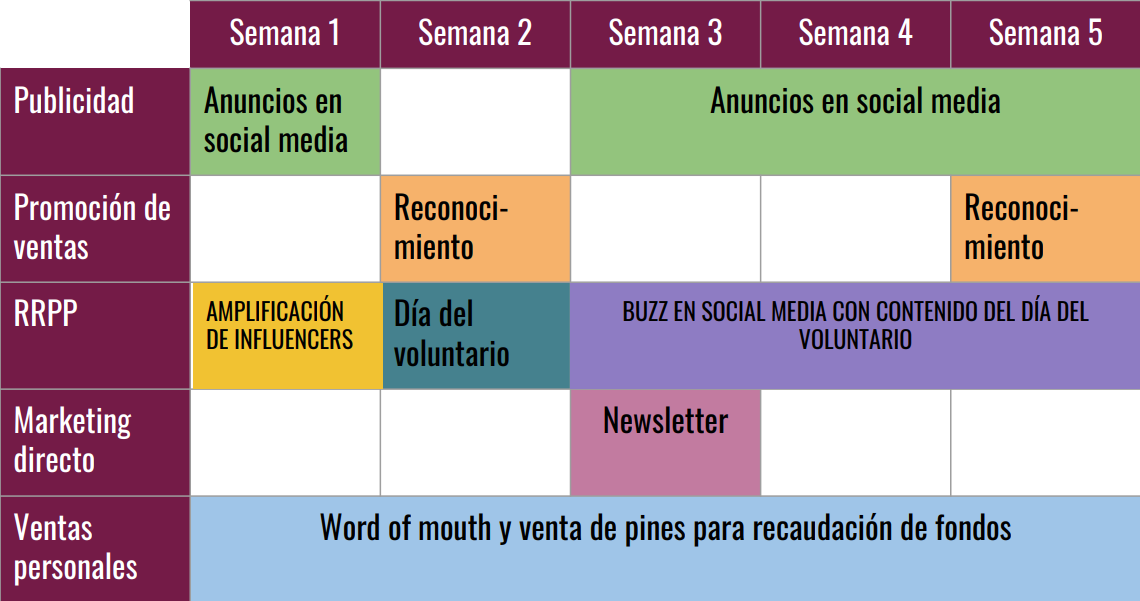 Semana 1 Semana 2 Semana 3 Semana 4 Semana 5
Publicidad
Anuncios en
social media
Anuncios en social media
Promoción de
ventas
Reconoci-
miento
Reconoci-
miento
RRPP
AMPLIFICACIÓN
DE INFLUENCERS
Día del
voluntario
BUZZ EN SOCIAL MEDIA CON CONTENIDO DEL DÍA DEL
VOLUNTARIO
Marketing
directo
Newsletter
Ventas
personales
Word of mouth y venta de pines para recaudación de fondos